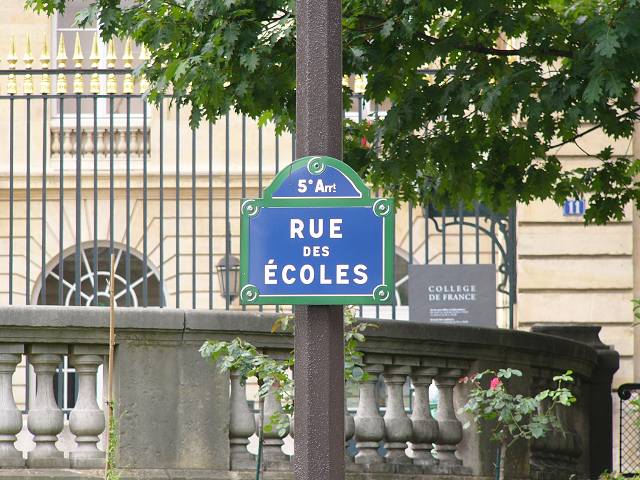 5e Arrt
RUE
DES
ÉCOLES
11
COLLEGE
DE FRANCE